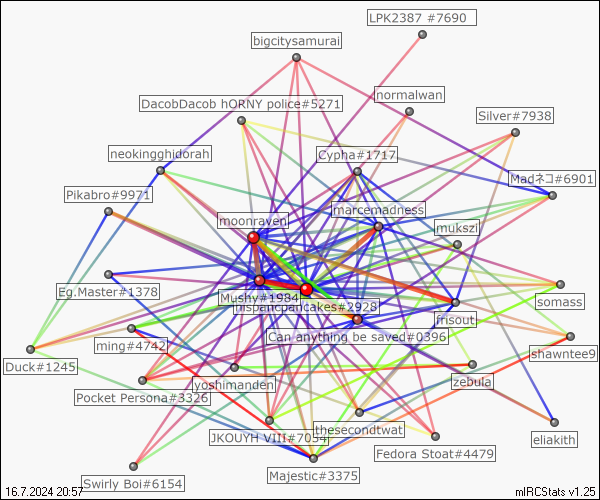 LPK2387 #7690
bigcitysamurai
normalwan
DacobDacob hORNY police#5271
Silver#7938
neokingghidorah
Cypha#1717
Madネコ#6901
Pikabro#9971
moonraven
marcemadness
mukszi
Eg.Master#1378
Mushy#1984
hispanicpancakes#2928
somass
frisout
ming#4742
Can anything be saved#0396
shawntee9
Duck#1245
yoshimanden
zebula
Pocket Persona#3326
JKOUYH VIII#7054
thesecondtwat
eliakith
Fedora Stoat#4479
Swirly Boi#6154
Majestic#3375
16.7.2024 20:57
mIRCStats v1.25